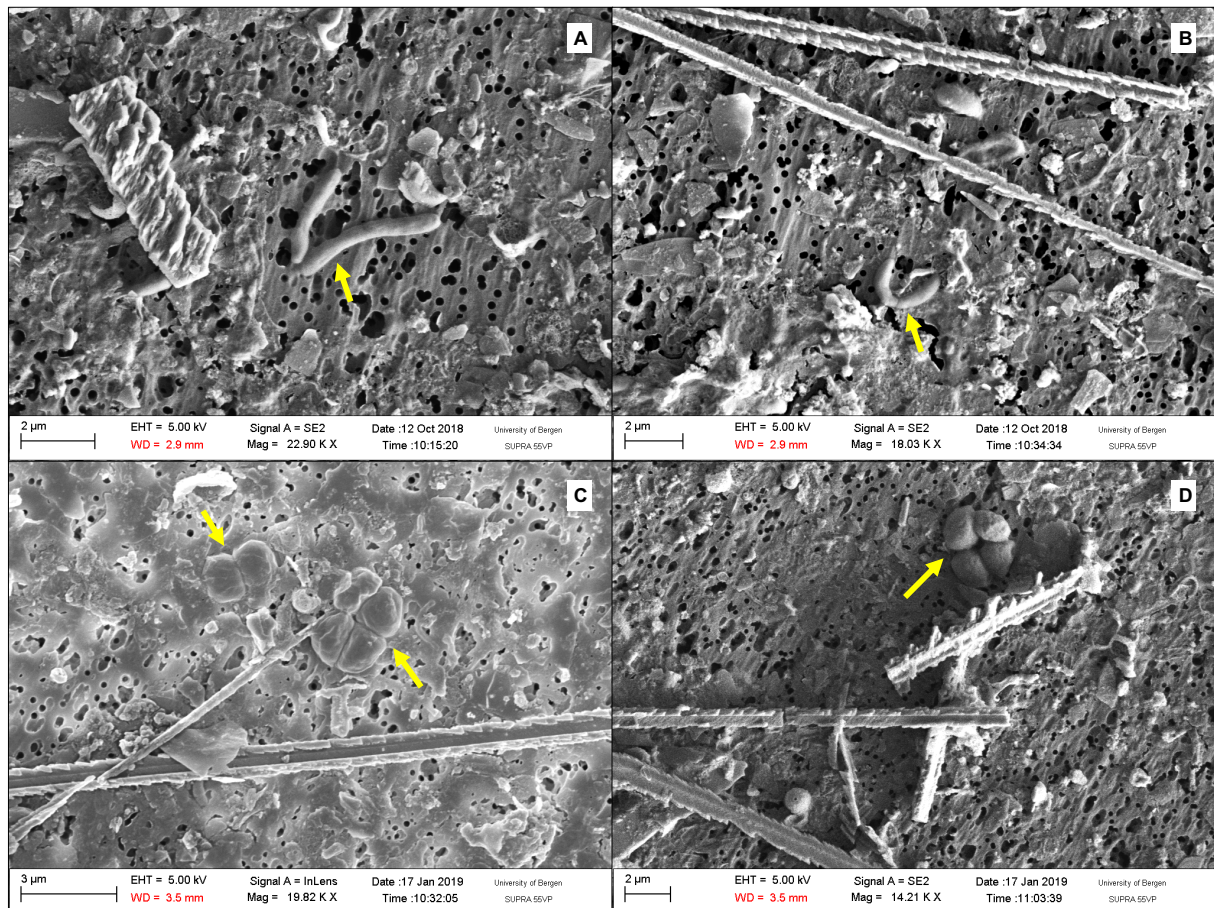 A
2 µm
EHT = 5.00 kV
WD = 2.9 mm
Signal A = SE2
Mag = 22.90 K X
Date :12 Oct 2018
Time :10:15:20
University of Bergen
SUPRA 55VP
B
2 µm
EHT = 5.00 kV
WD = 2.9 mm
Signal A = SE2
Mag = 18.03 K X
Date :12 Oct 2018
Time :10:34:34
University of Bergen
SUPRA 55VP
C
3 µm
EHT = 5.00 kV
WD = 3.5 mm
Signal A = InLens
Mag = 19.82 K X
Date :17 Jan 2019
Time :10:32:05
University of Bergen
SUPRA 55VP
D
2 µm
EHT = 5.00 kV
WD = 3.5 mm
Signal A = SE2
Mag = 14.21 K X
Date :17 Jan 2019
Time :11:03:39
University of Bergen
SUPRA 55VP